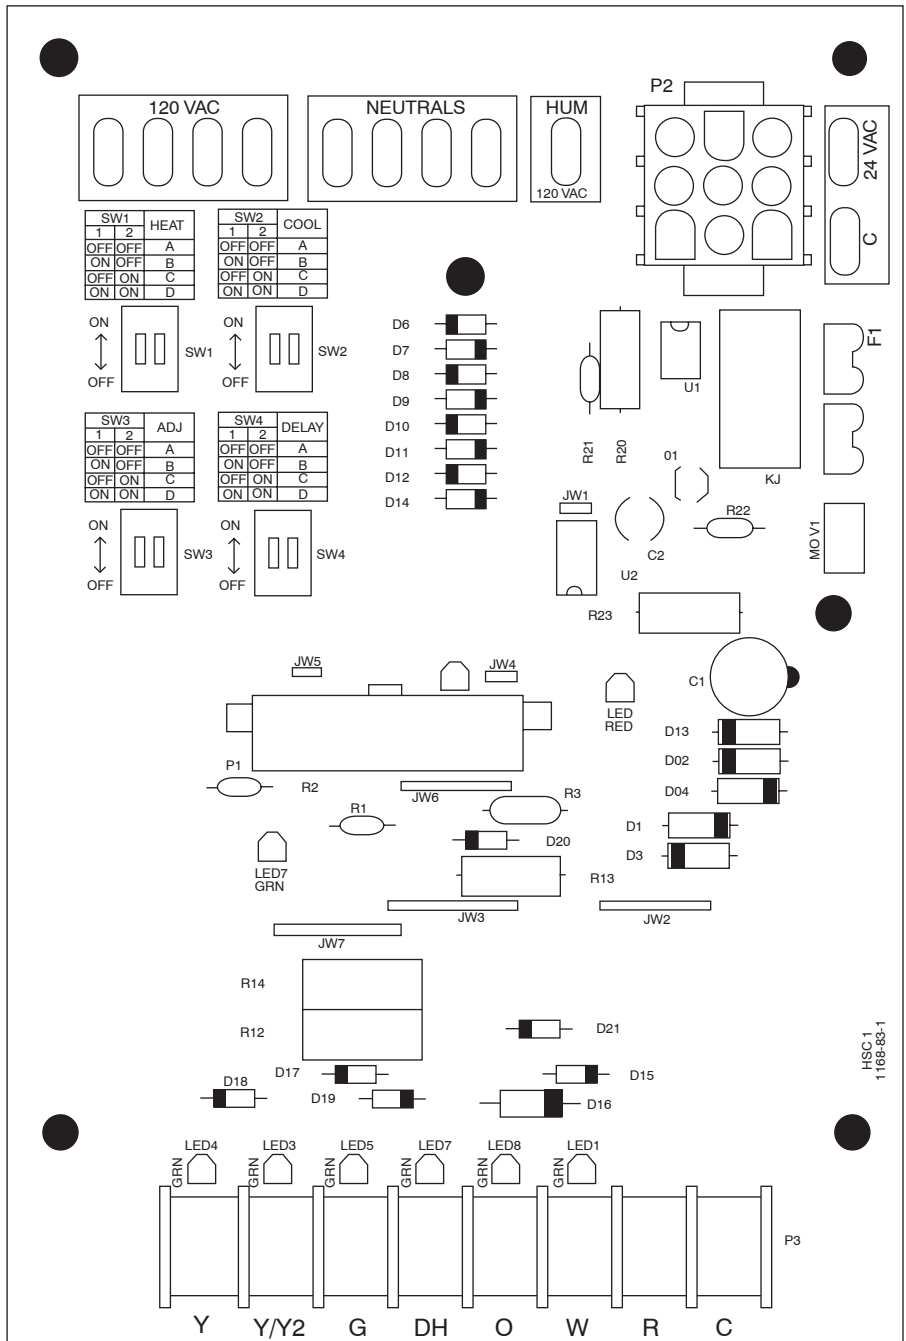 P2
120 VAC
NEUTRALS
HUM
120 VAC
24 VAC
C
SW1 HEAT
1 2
OFF OFF A
ON OFF B
OFF ON C
ON ON D
SW2 COOL
1 2
OFF OFF A
ON OFF B
OFF ON C
ON ON D
ON
OFF
SW1
ON
OFF
SW2
SW3 ADJ
1 2
OFF OFF A
ON OFF B
OFF ON C
ON ON D
SW4 DELAY
1 2
OFF OFF A
ON OFF B
OFF ON C
ON ON D
ON
OFF
SW3
ON
OFF
SW4
D6
D7
D8
D9
D10
D11
D12
D14
R21
R20
U1
01
KJ
F1
JW1
C2
R22
MO V1
U2
R23
JW5
JW4
LED
RED
C1
D13
D02
D04
D1
D3
P1
R2
JW6
R1
R3
D20
LED7
GRN
R13
JW3
JW2
JW7
R14
R12
D21
D17
D18
D19
D15
D16
HSC 1
1168-83-1
LED4
GRN
LED3
GRN
LED5
GRN
LED7
GRN
LED8
GRN
LED1
GRN
P3
Y Y/Y2 G DH O W R C